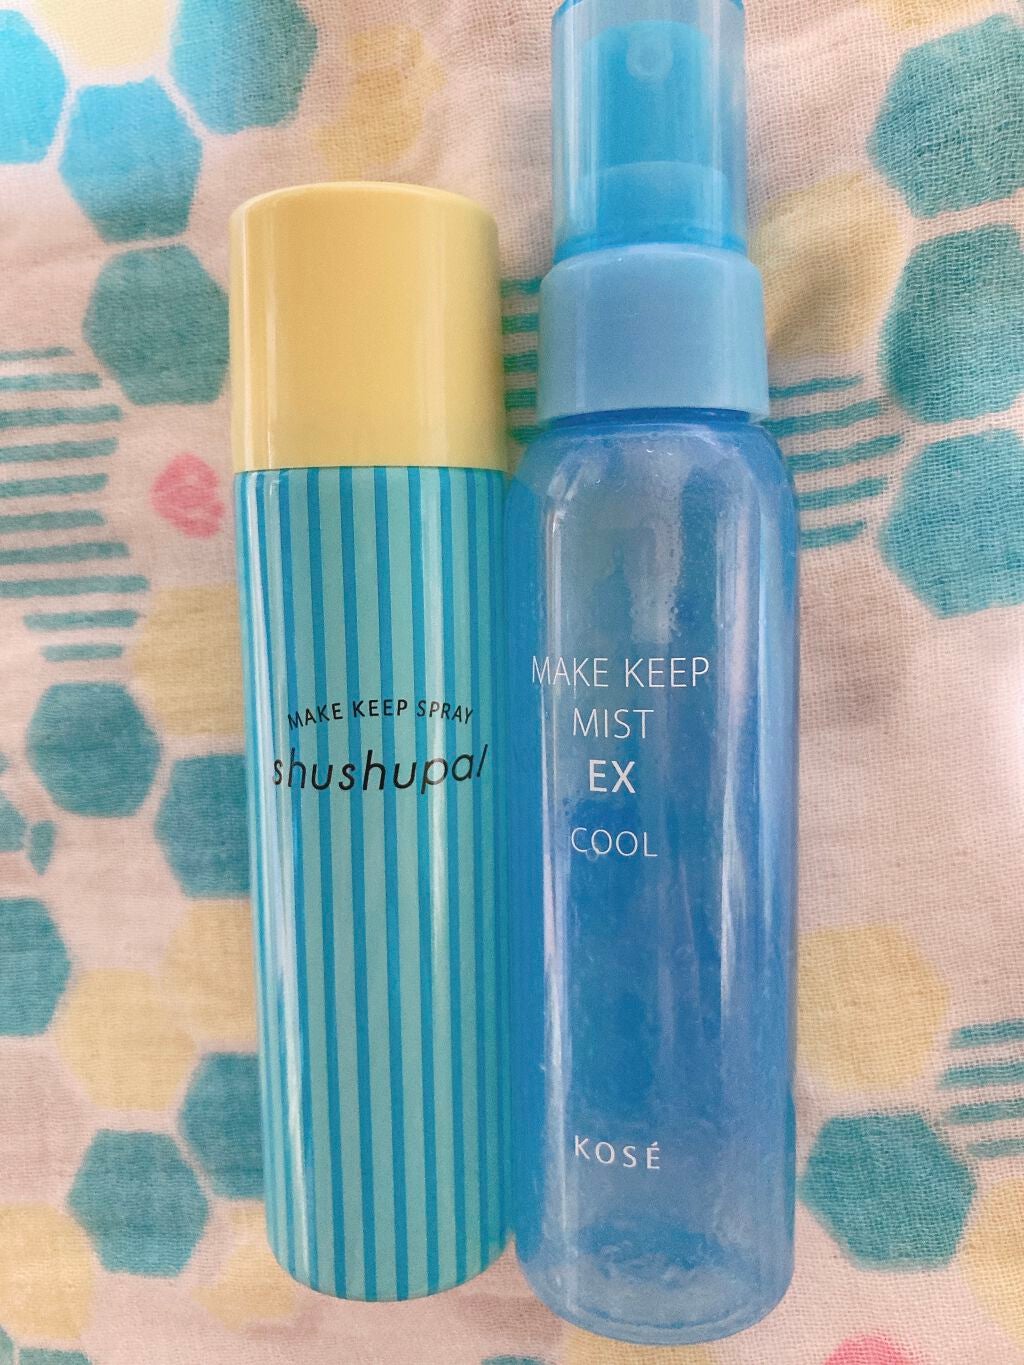 MAKE KEEP SPRAY
shushupal
MAKE KEEP
MIST
EX
COOL
KOSÉ